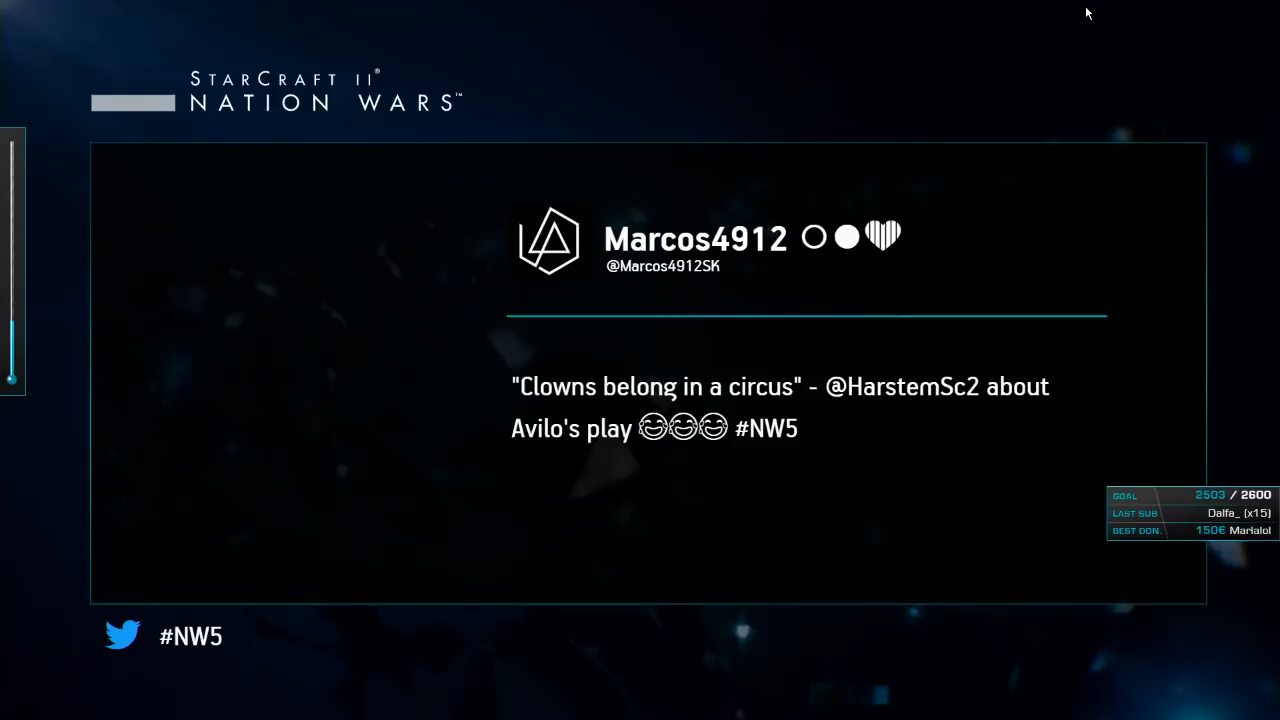 STARCRAFT II®
NATION WARS™
Marcos4912
@Marcos4912SK
"Clowns belong in a circus" - @HarstemSc2 about
Avilo's play 😂😂😂 #NW5
GOAL 2503 / 2600
LAST SUB Dalfa_ (x15)
BEST DON. 150€ Marlalol
#NW5